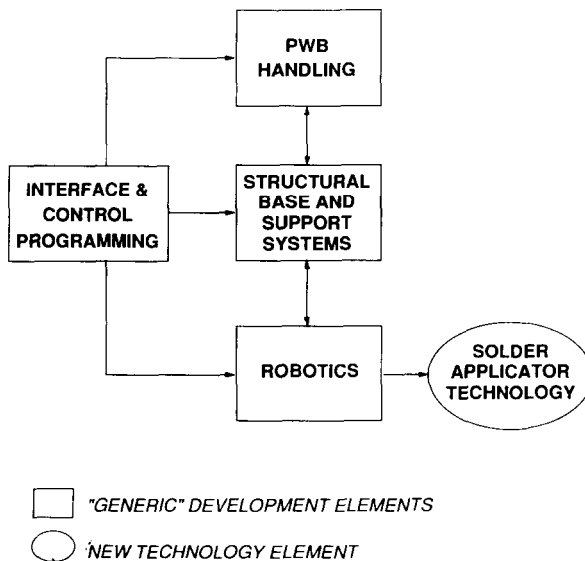 PWB
HANDLING
INTERFACE &
CONTROL
PROGRAMMING
STRUCTURAL
BASE AND
SUPPORT
SYSTEMS
ROBOTICS
SOLDER
APPLICATOR
TECHNOLOGY
"GENERIC" DEVELOPMENT ELEMENTS
NEW TECHNOLOGY ELEMENT